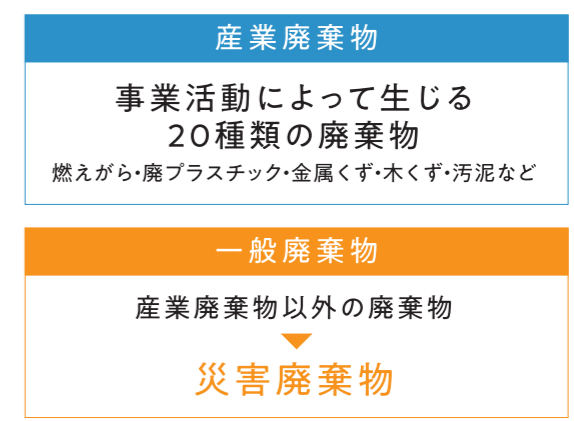 産業廃棄物
事業活動によって生じる
20種類の廃棄物
燃えがら・廃プラスチック・金属くず・木くず・汚泥など
一般廃棄物
産業廃棄物以外の廃棄物
災害廃棄物